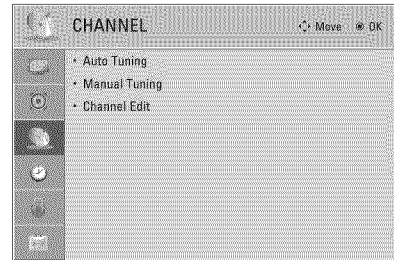 CHANNEL Move OK
• Auto Tuning
• Manual Tuning
• Channel Edit